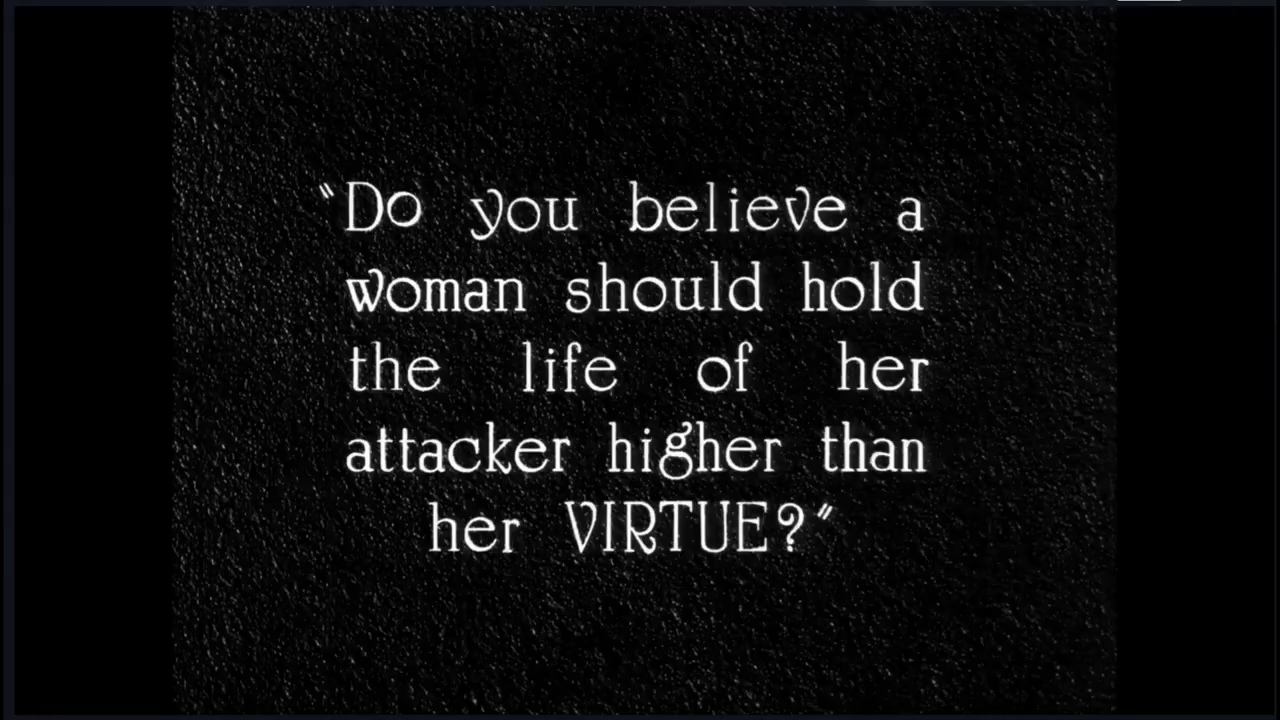 "Do you believe a
woman should hold
the life of her
attacker higher than
her VIRTUE?"